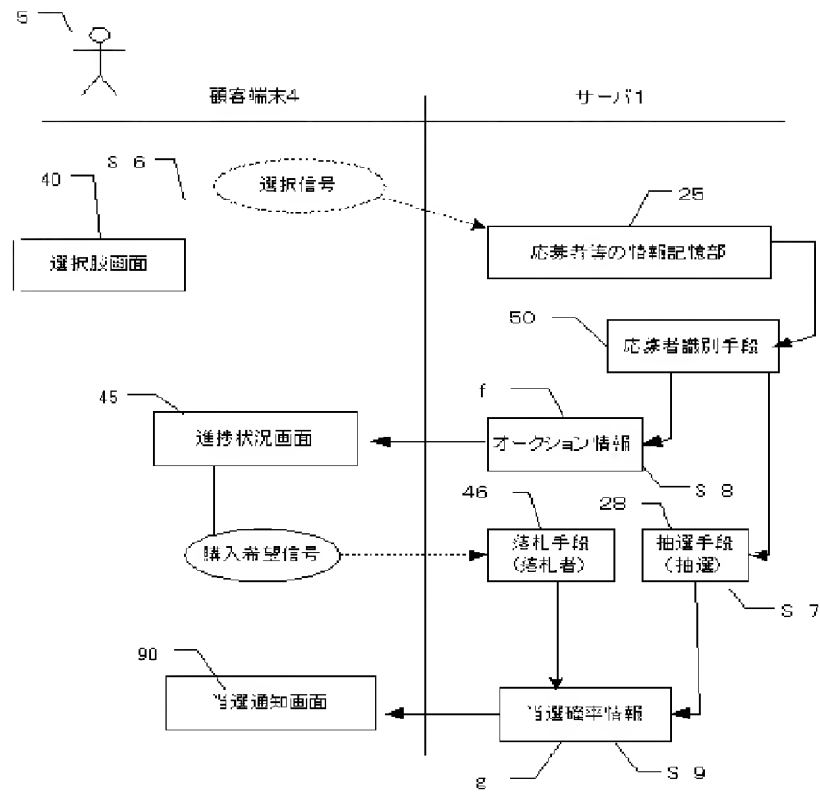 5
顧客端末4
サーバ1
S 6
40
選択信号
25
選択肢画面
応募者等の情報記憶部
50
応募者識別手段
45
f
進捗状況画面
オークション情報
S 8
46
28
購入希望信号
落札手段
(落札者)
抽選手段
(抽選)
S 7
90
当選通知画面
当選確率情報
g
S 9